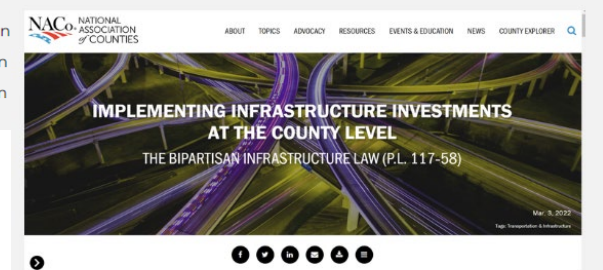 n
n
n
NACo. NATIONAL
ASSOCIATION
of COUNTIES
ABOUT TOPICS ADVOCACY RESOURCES EVENTS & EDUCATION NEWS COUNTY EXPLORER
IMPLEMENTING INFRASTRUCTURE INVESTMENTS
AT THE COUNTY LEVEL
THE BIPARTISAN INFRASTRUCTURE LAW (P.L. 117-58)
Mar. 3, 2022
Tags: Transportation & Infrastructure